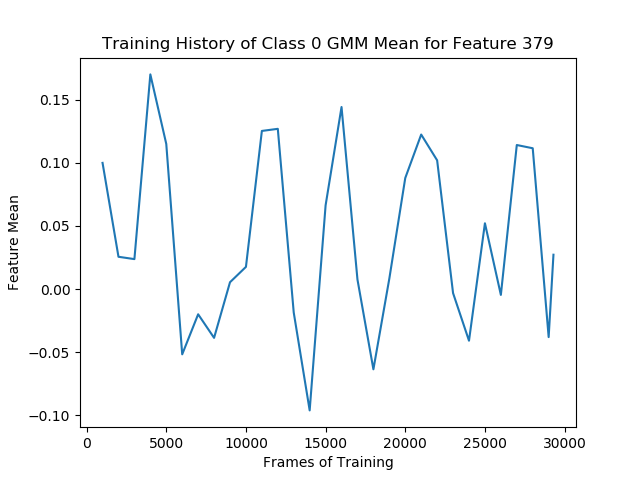 Training History of Class 0 GMM Mean for Feature 379
0.15
0.10
0.05
0.00
−0.05
−0.10
Feature Mean
0 5000 10000 15000 20000 25000 30000
Frames of Training